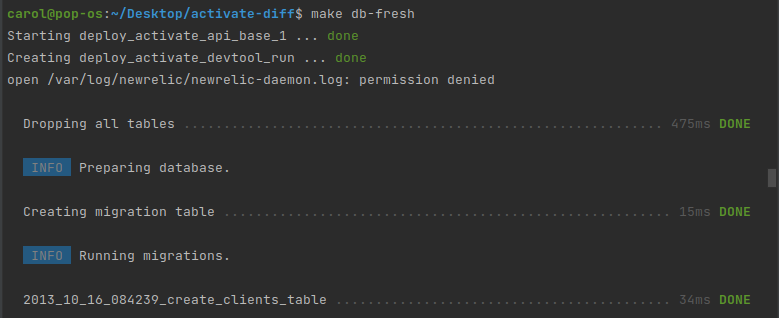 carol@pop-os:~/Desktop/activate-diff$ make db-fresh
Starting deploy_activate_api_base_1 ... done
Creating deploy_activate_devtool_run ... done
open /var/log/newrelic/newrelic-daemon.log: permission denied
Dropping all tables ............................................................. 475ms DONE
INFO Preparing database.
Creating migration table ......................................................... 15ms DONE
INFO Running migrations.
2013_10_16_084239_create_clients_table ........................................... 34ms DONE